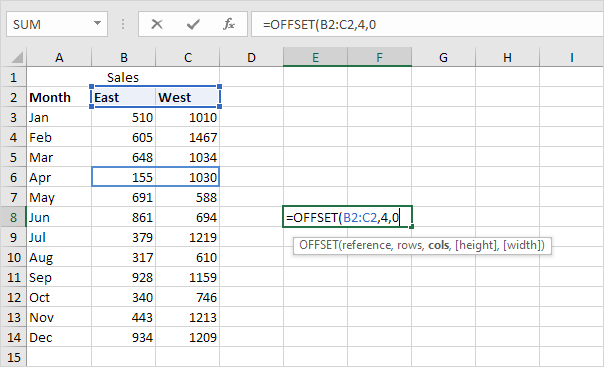 SUM =OFFSET(B2:C2,4,0
A B C D E F G H I
1 Sales
2 Month East West
3 Jan 510 1010
4 Feb 605 1467
5 Mar 648 1034
6 Apr 155 1030
7 May 691 588
8 Jun 861 694 =OFFSET(B2:C2,4,0
9 Jul 379 1219 OFFSET(reference, rows, cols, [height], [width])
10 Aug 317 610
11 Sep 928 1159
12 Oct 340 746
13 Nov 443 1213
14 Dec 934 1209
15